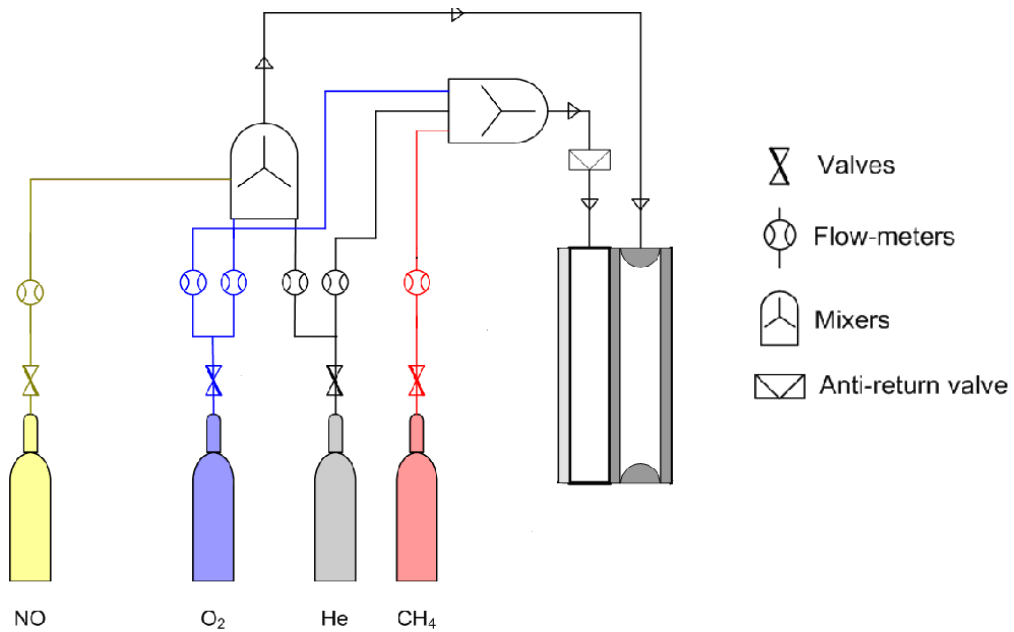 Valves
Flow-meters
Mixers
Anti-return valve
NO
O₂
He
CH₄